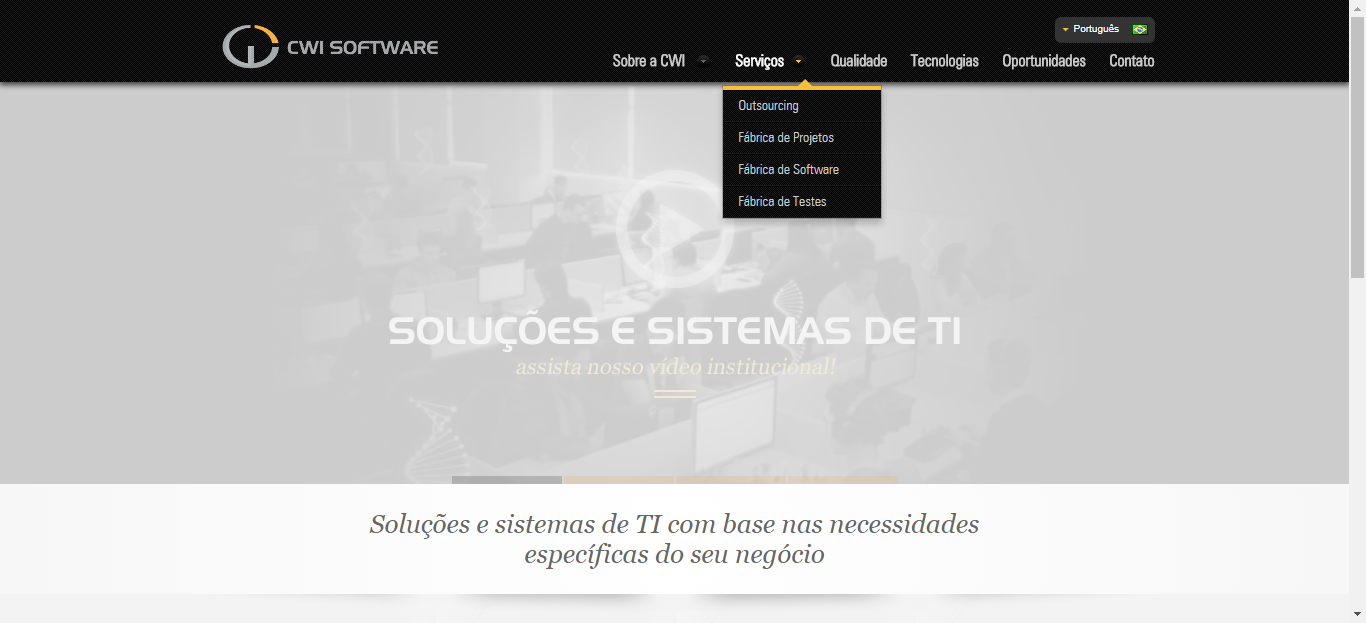 CWI SOFTWARE
Português
Sobre a CWI
Serviços
Qualidade
Tecnologias
Oportunidades
Contato
Outsourcing
Fábrica de Projetos
Fábrica de Software
Fábrica de Testes
SOLUÇÕES E SISTEMAS DE TI
assista nosso vídeo institucional!
Soluções e sistemas de TI com base nas necessidades
específicas do seu negócio